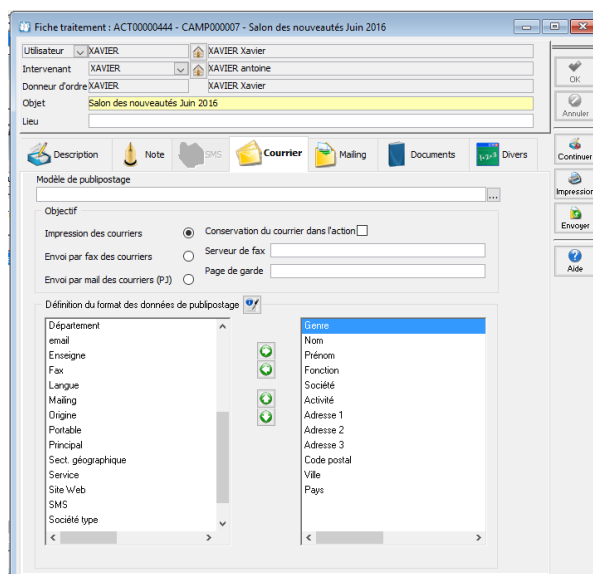 Fiche traitement : ACT00000444 - CAMP000007 - Salon des nouveautés Juin 2016
Utilisateur XAVIER XAVIER Xavier
Intervenant XAVIER XAVIER antoine
Donneur d'ordre XAVIER XAVIER Xavier
Objet Salon des nouveautés Juin 2016
Lieu
OK
Annuler
Continuer
Impression
Envoyer
Aide
Description Note SMS Courrier Mailing Documents Divers
Modèle de publipostage
...
Objectif
Impression des courriers Conservation du courrier dans l'action
Envoi par fax des courriers Serveur de fax
Envoi par mail des courriers (PJ) Page de garde
Définition du format des données de publipostage
Département
email
Enseigne
Fax
Langue
Mailing
Origine
Portable
Principal
Sect. géographique
Service
Site Web
SMS
Société type
Genre
Nom
Prénom
Fonction
Société
Activité
Adresse 1
Adresse 2
Adresse 3
Code postal
Ville
Pays